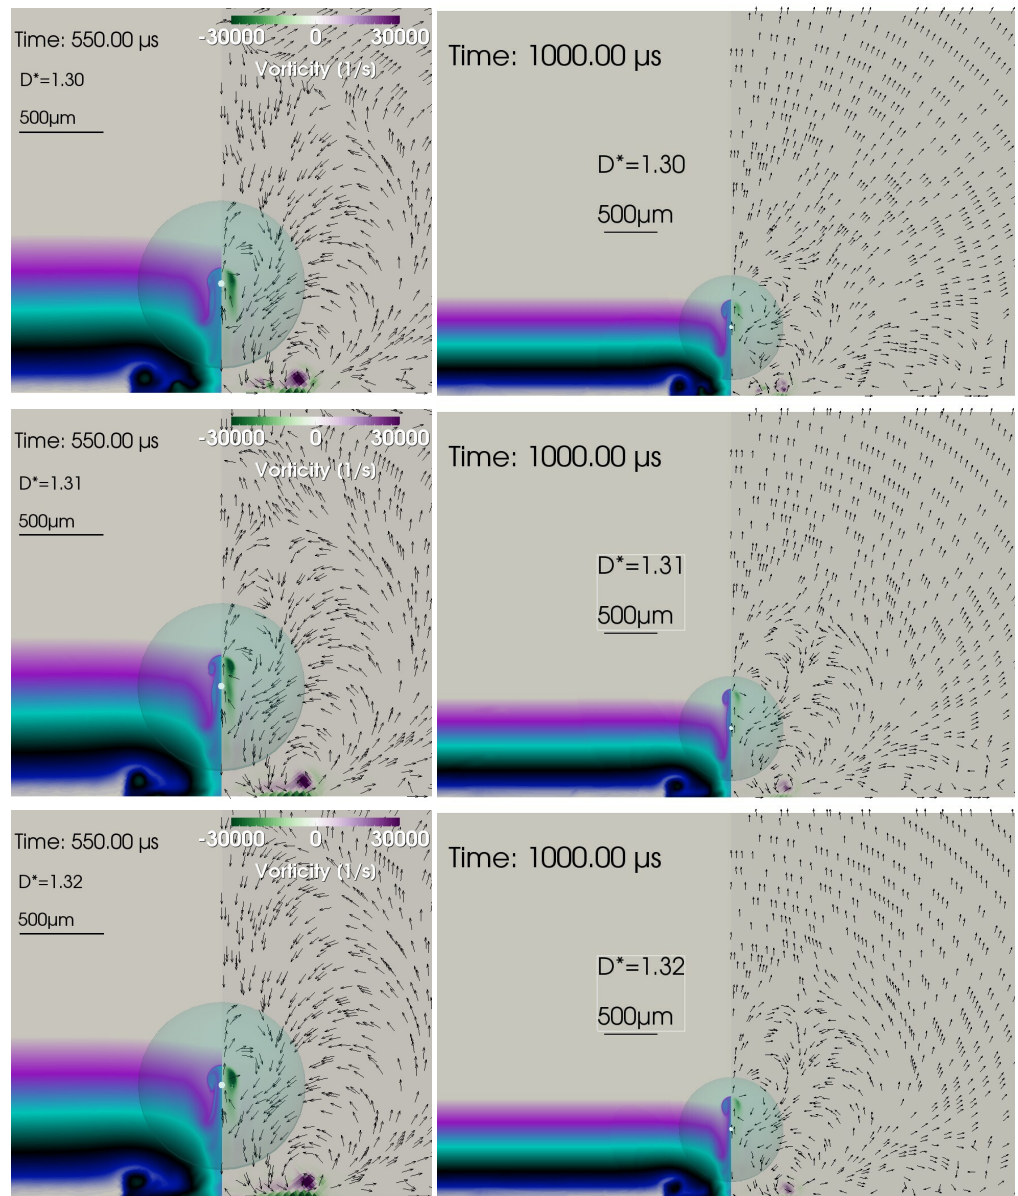 -30000 0 30000
Time: 550.00 µs
Vorticity (1/s)
D*=1.30
500µm
Time: 1000.00 µs
D*=1.30
500µm
-30000 0 30000
Time: 550.00 µs
Vorticity (1/s)
D*=1.31
500µm
Time: 1000.00 µs
D*=1.31
500µm
-30000 0 30000
Time: 550.00 µs
Vorticity (1/s)
D*=1.32
500µm
Time: 1000.00 µs
D*=1.32
500µm